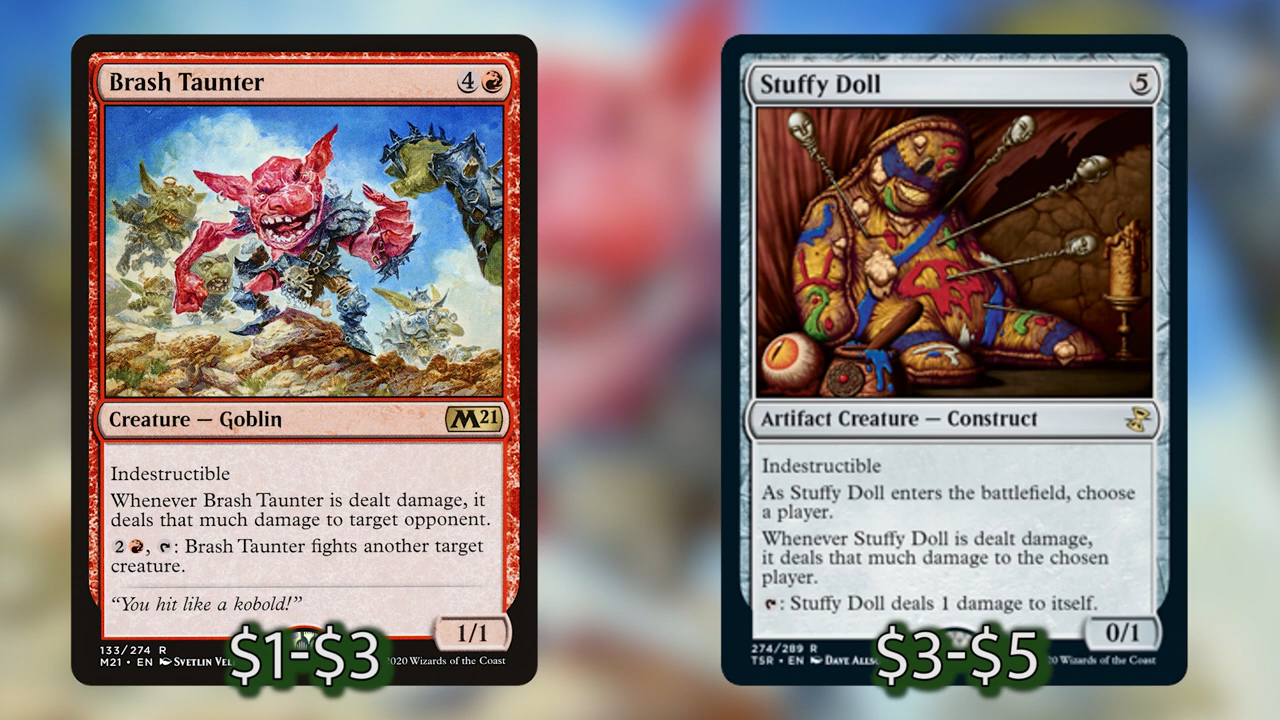 Brash Taunter 4
Creature — Goblin
M21
Indestructible
Whenever Brash Taunter is dealt damage, it
deals that much damage to target opponent.
2 , : Brash Taunter fights another target
creature.
“You hit like a kobold!”
1/1
133/274 R
M21 • EN SVETLIN
2020 Wizards of the Coast
$1-$3
Stuffy Doll 5
Artifact Creature — Construct
Indestructible
As Stuffy Doll enters the battlefield, choose
a player.
Whenever Stuffy Doll is dealt damage,
it deals that much damage to the chosen
player.
: Stuffy Doll deals 1 damage to itself.
0/1
274/289 R
TSR • EN DAVE
Wizards of the Coast
$3-$5